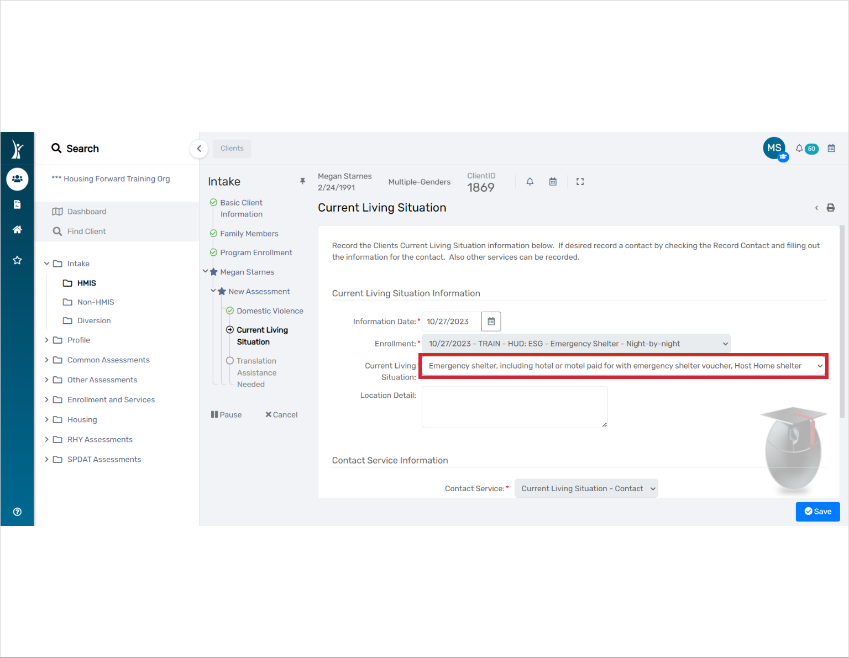 Search
*** Housing Forward Training Org
Dashboard
Find Client
Intake
HMIS
Non-HMIS
Diversion
Profile
Common Assessments
Other Assessments
Enrollment and Services
Housing
RHY Assessments
SPDAT Assessments
Clients
MS
60
Intake
Basic Client
Information
Family Members
Program Enrollment
Megan Starnes
New Assessment
Domestic Violence
Current Living
Situation
Translation
Assistance
Needed
Pause
Cancel
Megan Starnes
2/24/1991
Multiple-Genders
ClientID
1869
Current Living Situation
Record the Clients Current Living Situation information below. If desired record a contact by checking the Record Contact and filling out
the information for the contact. Also other services can be recorded.
Current Living Situation Information
Information Date:* 10/27/2023
Enrollment:* 10/27/2023 - TRAIN - HUD: ESG - Emergency Shelter - Night-by-night
Current Living
Situation:*
Emergency shelter, including hotel or motel paid for with emergency shelter voucher, Host Home shelter
Location Detail:
Contact Service Information
Contact Service:* Current Living Situation - Contact
Save